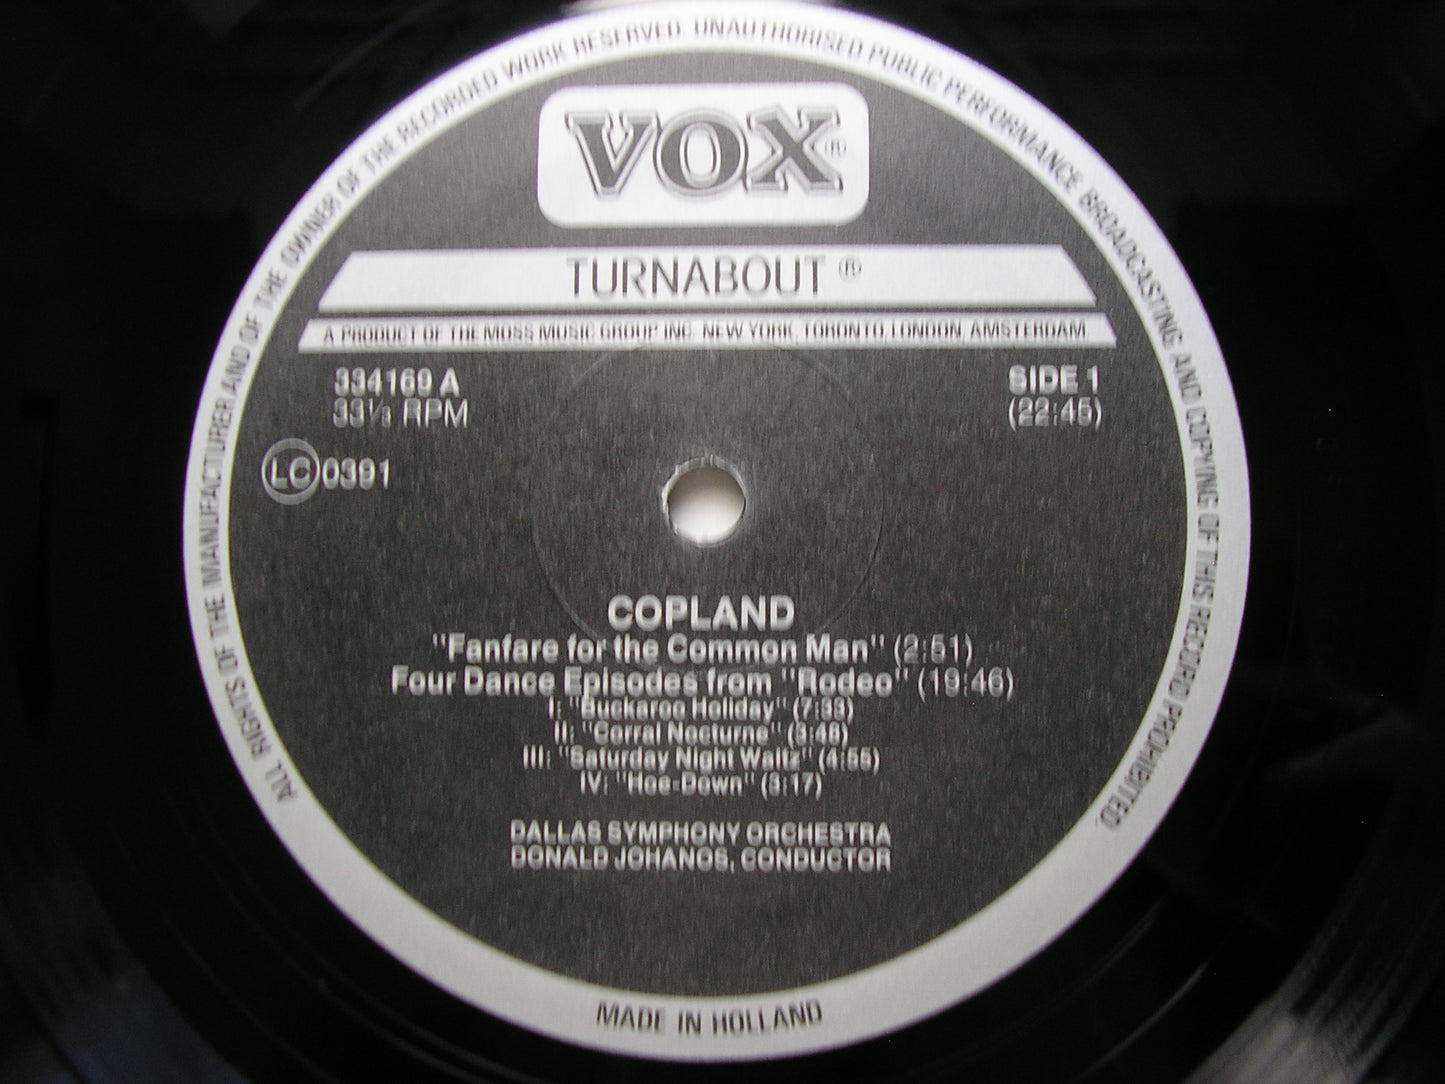 ALL RIGHTS OF THE MANUFACTURER AND OF THE OWNER OF THE RECORDED WORK RESERVED. UNAUTHORISED PUBLIC PERFORMANCE BROADCASTING AND COPYING OF THIS RECORD PROHIBITED.
VOX®
TURNABOUT®
A PRODUCT OF THE MOSS MUSIC GROUP INC. NEW YORK, TORONTO, LONDON, AMSTERDAM
334169 A
33⅓ RPM
SIDE 1
(22:45)
LC 0391
COPLAND
"Fanfare for the Common Man" (2:51)
Four Dance Episodes from "Rodeo" (19:46)
I: "Buckaroo Holiday" (7:33)
II: "Corral Nocturne" (3:48)
III: "Saturday Night Waltz" (4:55)
IV: "Hoe-Down" (3:17)
DALLAS SYMPHONY ORCHESTRA
DONALD JOHANOS, CONDUCTOR
MADE IN HOLLAND